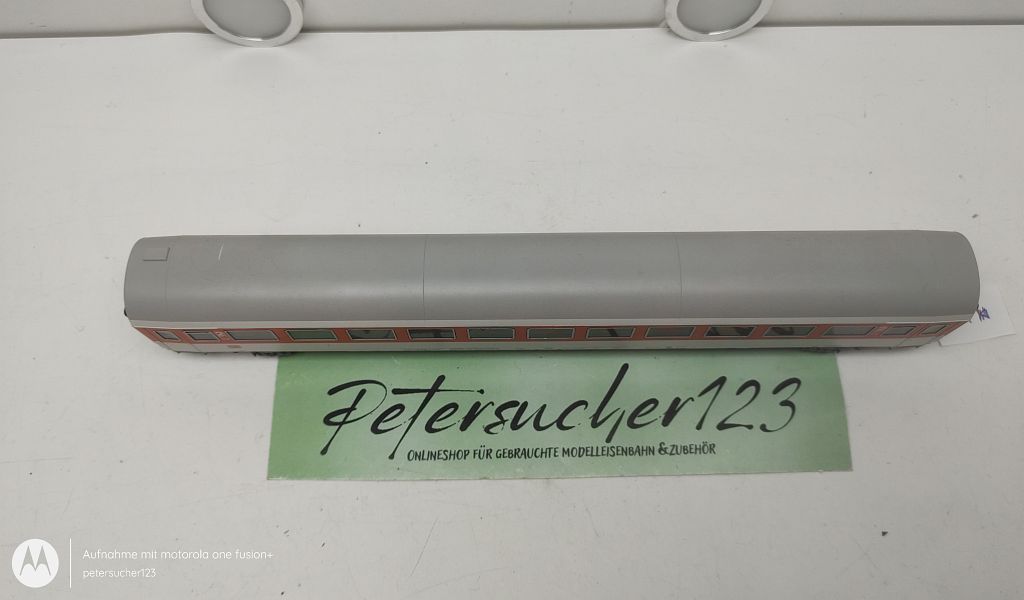 Petersucher123
ONLINESHOP FÜR GEBRAUCHTE MODELLEISENBAHN & ZUBEHÖR
Aufnahme mit motorola one fusion+
petersucher123